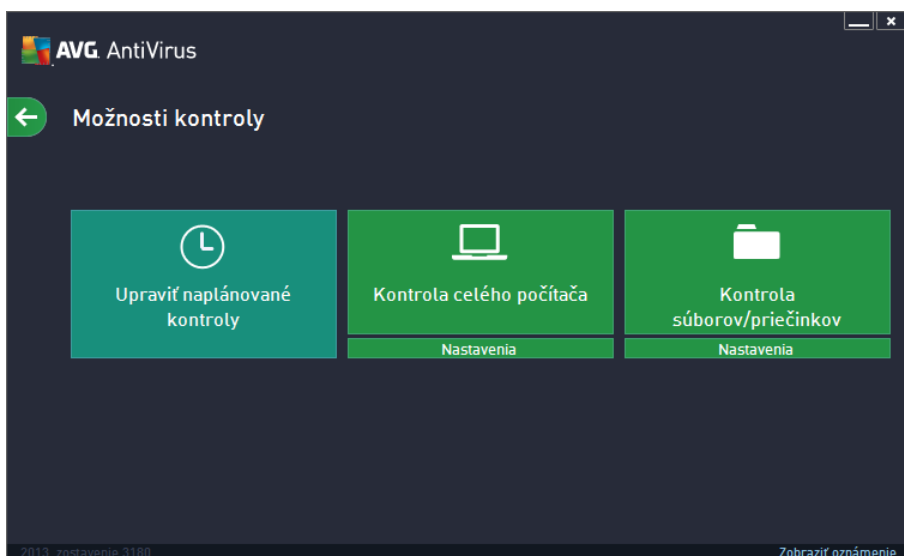 AVG. AntiVirus
Možnosti kontroly
Upraviť naplánované
kontroly
Kontrola celého počítača
Nastavenia
Kontrola
súborov/priečinkov
Nastavenia
2013 zostavenie 3180
Zobraziť oznámenie